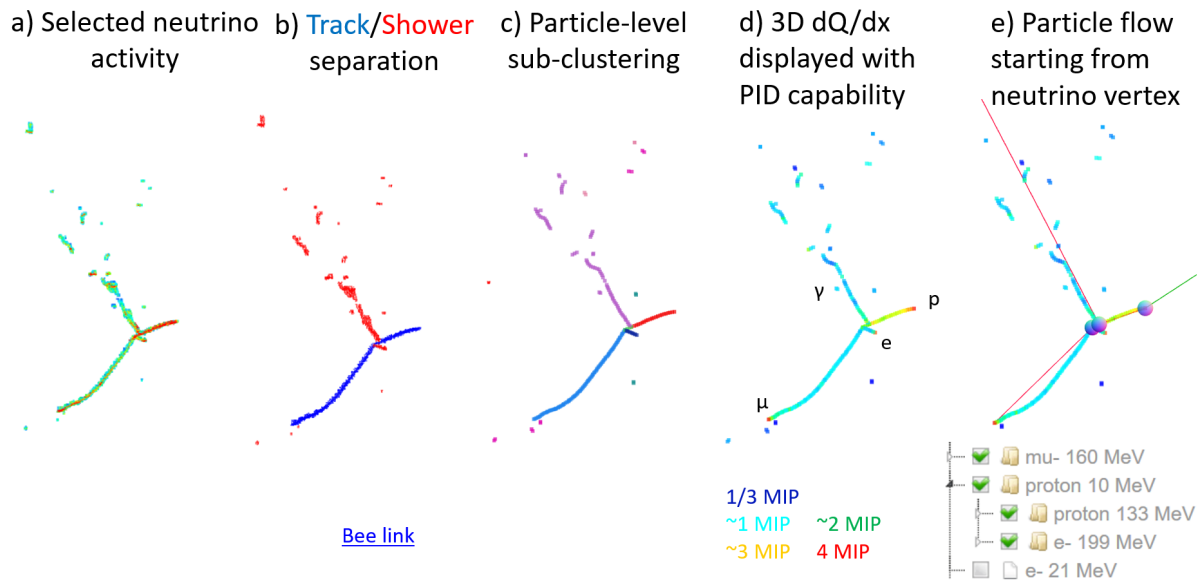 a) Selected neutrino
activity
b) Track/Shower
separation
c) Particle-level
sub-clustering
d) 3D dQ/dx
displayed with
PID capability
e) Particle flow
starting from
neutrino vertex
γ
p
e
μ
1/3 MIP
~1 MIP
~2 MIP
~3 MIP
4 MIP
Bee link
mu- 160 MeV
proton 10 MeV
proton 133 MeV
e- 199 MeV
e- 21 MeV